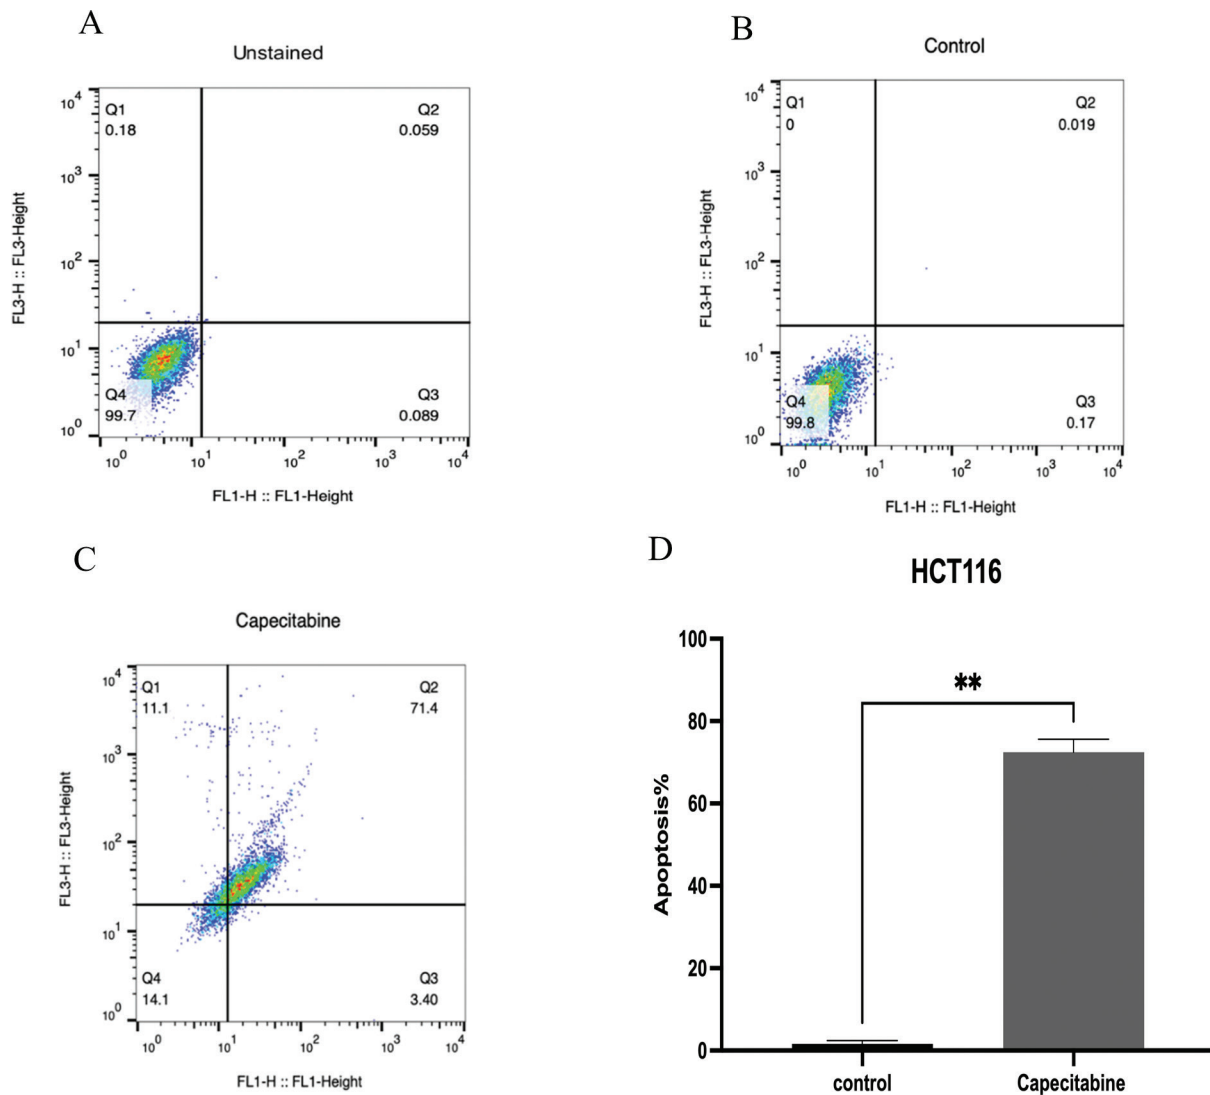 A
Unstained
10^4
Q1
Q2
0.18
0.059
10^3
FL3-H :: FL3-Height
10^2
10^1
Q4
Q3
99.7
0.089
10^0
10^0 10^1 10^2 10^3 10^4
FL1-H :: FL1-Height
B
Control
10^4
Q1
Q2
0
0.019
10^3
FL3-H :: FL3-Height
10^2
10^1
Q4
Q3
99.8
0.17
10^0
10^0 10^1 10^2 10^3 10^4
FL1-H :: FL1-Height
C
Capecitabine
10^4
Q1
Q2
11.1
71.4
10^3
FL3-H :: FL3-Height
10^2
10^1
Q4
Q3
14.1
3.40
10^0
10^0 10^1 10^2 10^3 10^4
FL1-H :: FL1-Height
D
HCT116
100
80
60
40
20
0
Apoptosis%
**
control
Capecitabine